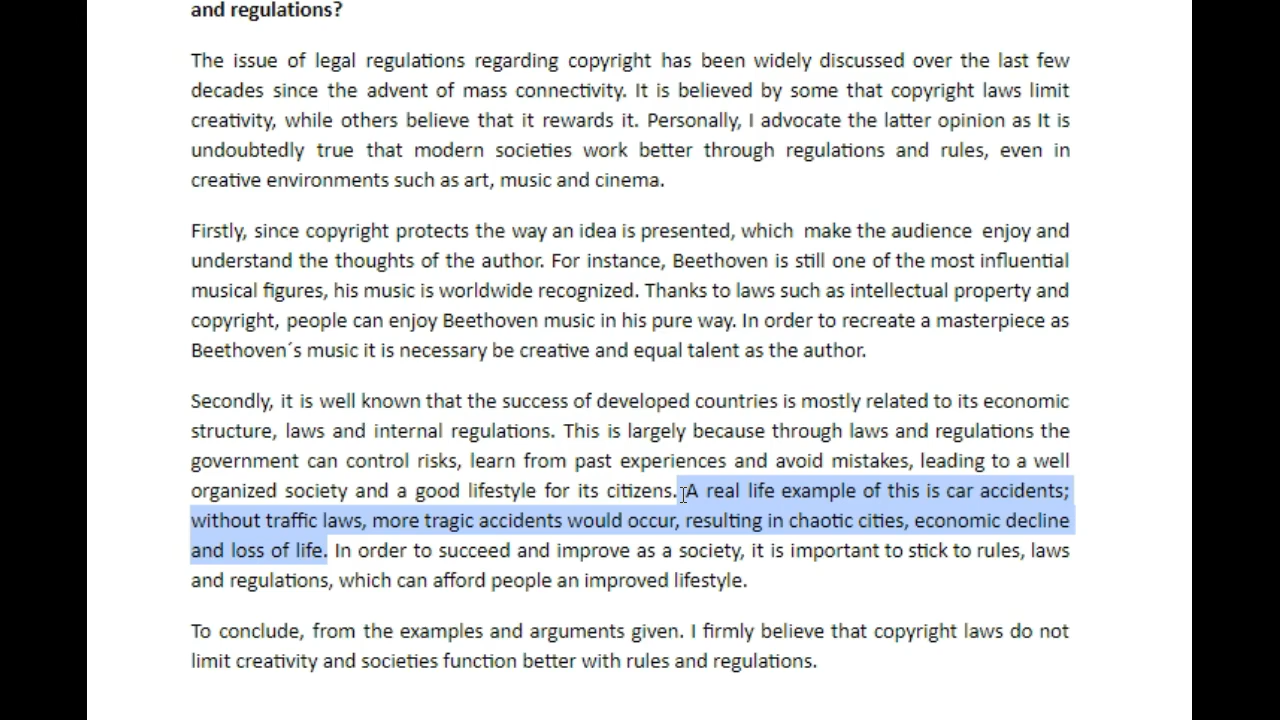 and regulations?
The issue of legal regulations regarding copyright has been widely discussed over the last few
decades since the advent of mass connectivity. It is believed by some that copyright laws limit
creativity, while others believe that it rewards it. Personally, I advocate the latter opinion as It is
undoubtedly true that modern societies work better through regulations and rules, even in
creative environments such as art, music and cinema.
Firstly, since copyright protects the way an idea is presented, which  make the audience  enjoy and
understand the thoughts of the author. For instance, Beethoven is still one of the most influential
musical figures, his music is worldwide recognized. Thanks to laws such as intellectual property and
copyright, people can enjoy Beethoven music in his pure way. In order to recreate a masterpiece as
Beethoven´s music it is necessary be creative and equal talent as the author.
Secondly, it is well known that the success of developed countries is mostly related to its economic
structure, laws and internal regulations. This is largely because through laws and regulations the
government can control risks, learn from past experiences and avoid mistakes, leading to a well
organized society and a good lifestyle for its citizens. A real life example of this is car accidents;
without traffic laws, more tragic accidents would occur, resulting in chaotic cities, economic decline
and loss of life. In order to succeed and improve as a society, it is important to stick to rules, laws
and regulations, which can afford people an improved lifestyle.
To conclude, from the examples and arguments given. I firmly believe that copyright laws do not
limit creativity and societies function better with rules and regulations.